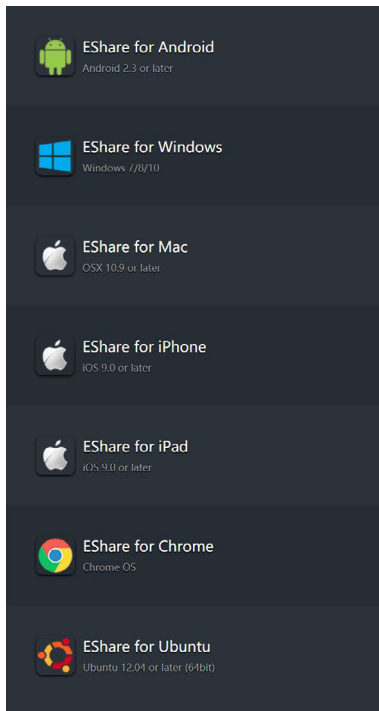 EShare for Android
Android 2.3 or later
EShare for Windows
Windows 7/8/10
EShare for Mac
OSX 10.9 or later
EShare for iPhone
iOS 9.0 or later
EShare for iPad
iOS 9.0 or later
EShare for Chrome
Chrome OS
EShare for Ubuntu
Ubuntu 12.04 or later (64bit)